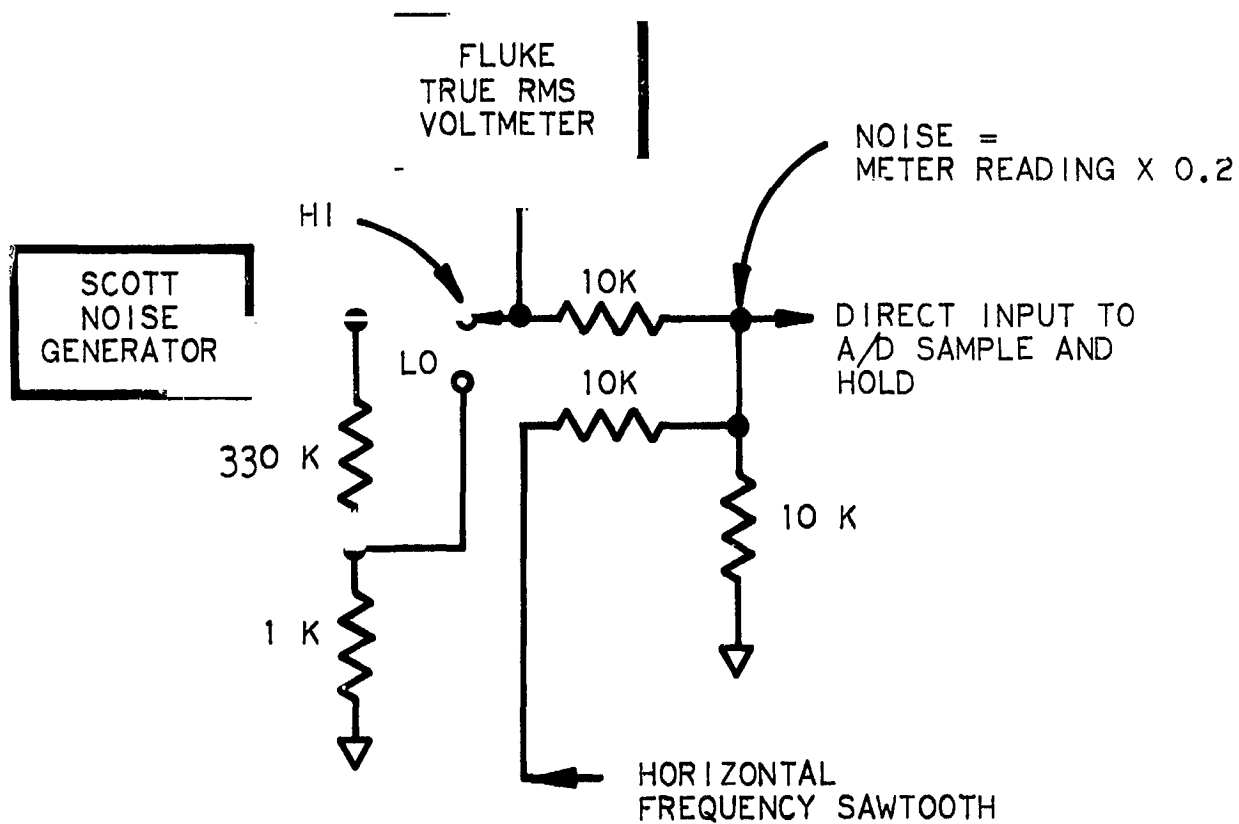 FLUKE
TRUE RMS
VOLTMETER
NOISE =
METER READING X 0.2
HI
SCOTT
NOISE
GENERATOR
10K
DIRECT INPUT TO
A/D SAMPLE AND
HOLD
LO
10K
330 K
10 K
1 K
HORIZONTAL
FREQUENCY SAWTOOTH